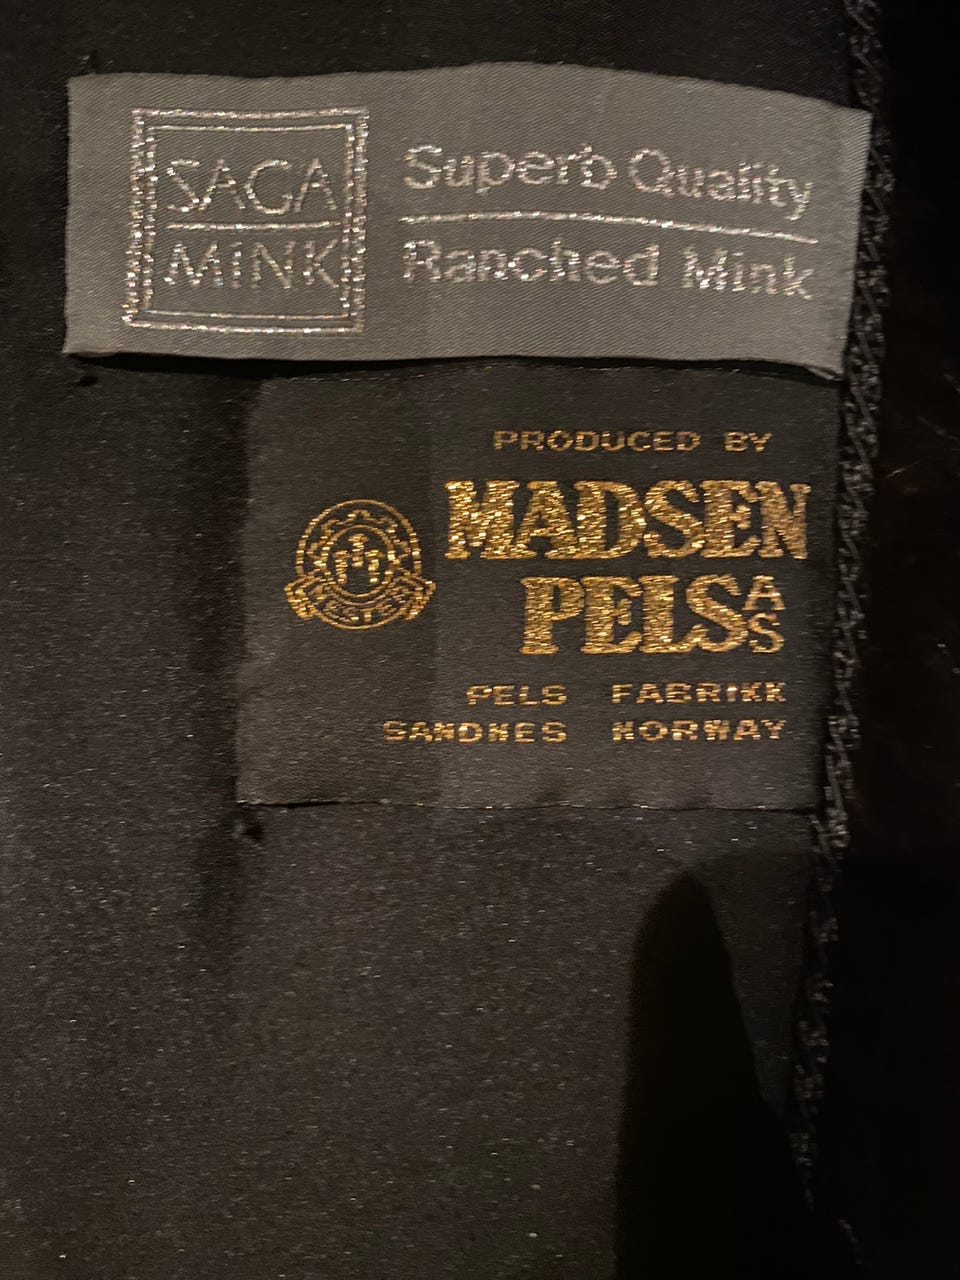 SAGA
MiNK
Superb Quality
Ranched Mink
PRODUCED BY
MADSEN
PELS AS
PELS FABRIKK
SANDNES NORWAY